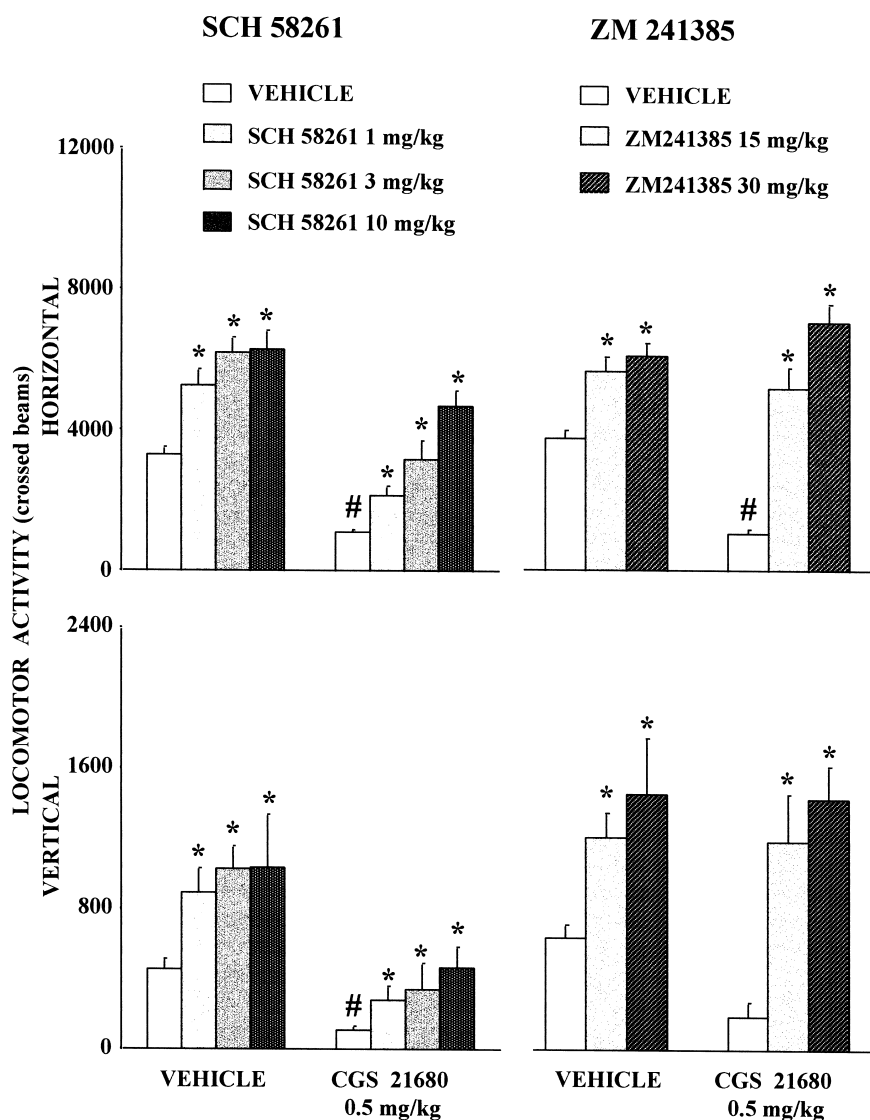 SCH 58261
ZM 241385
VEHICLE
SCH 58261 1 mg/kg
SCH 58261 3 mg/kg
SCH 58261 10 mg/kg
VEHICLE
ZM241385 15 mg/kg
ZM241385 30 mg/kg
LOCOMOTOR ACTIVITY (crossed beams)
HORIZONTAL
12000
8000
4000
0
* * *
# * * *
* *
# * *
VERTICAL
2400
1600
800
0
* * *
# * * *
* *
* *
VEHICLE
CGS 21680
0.5 mg/kg
VEHICLE
CGS 21680
0.5 mg/kg